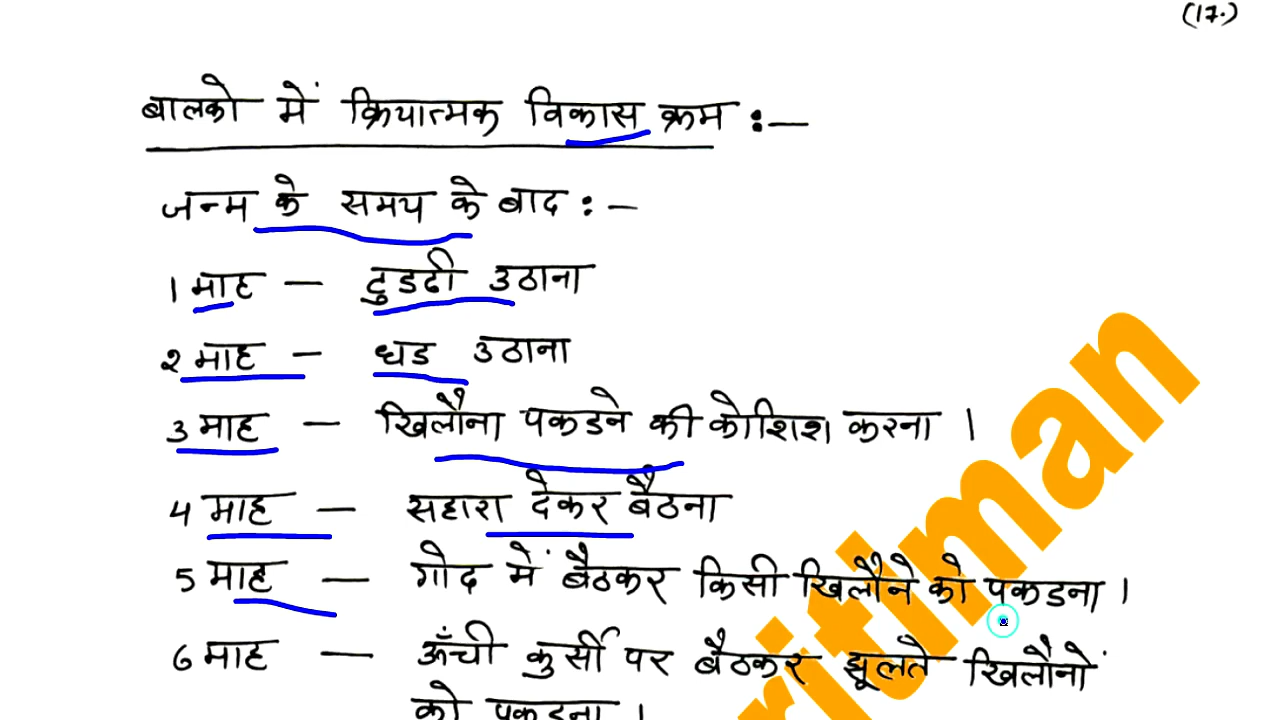 (17.)
बालको में क्रियात्मक विकास क्रम :–
जन्म के समय के बाद :–
1 माह – टुडढी उठाना
2 माह – धड उठाना
3 माह – खिलौना पकडने की कोशिश करना ।
4 माह – सहारा देकर बैठना
5 माह – गोद में बैठकर किसी खिलौने को पकडना ।
6 माह – ऊँची कुर्सी पर बैठकर झूलते खिलौनों
को पकडना ।